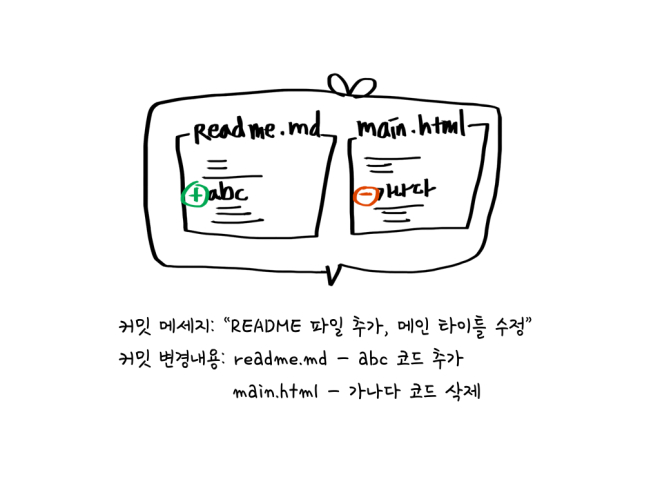 Readme.md main.html
+abc -가나다
커밋 메세지: “README 파일 추가, 메인 타이틀 수정”
커밋 변경내용: readme.md - abc 코드 추가
main.html - 가나다 코드 삭제